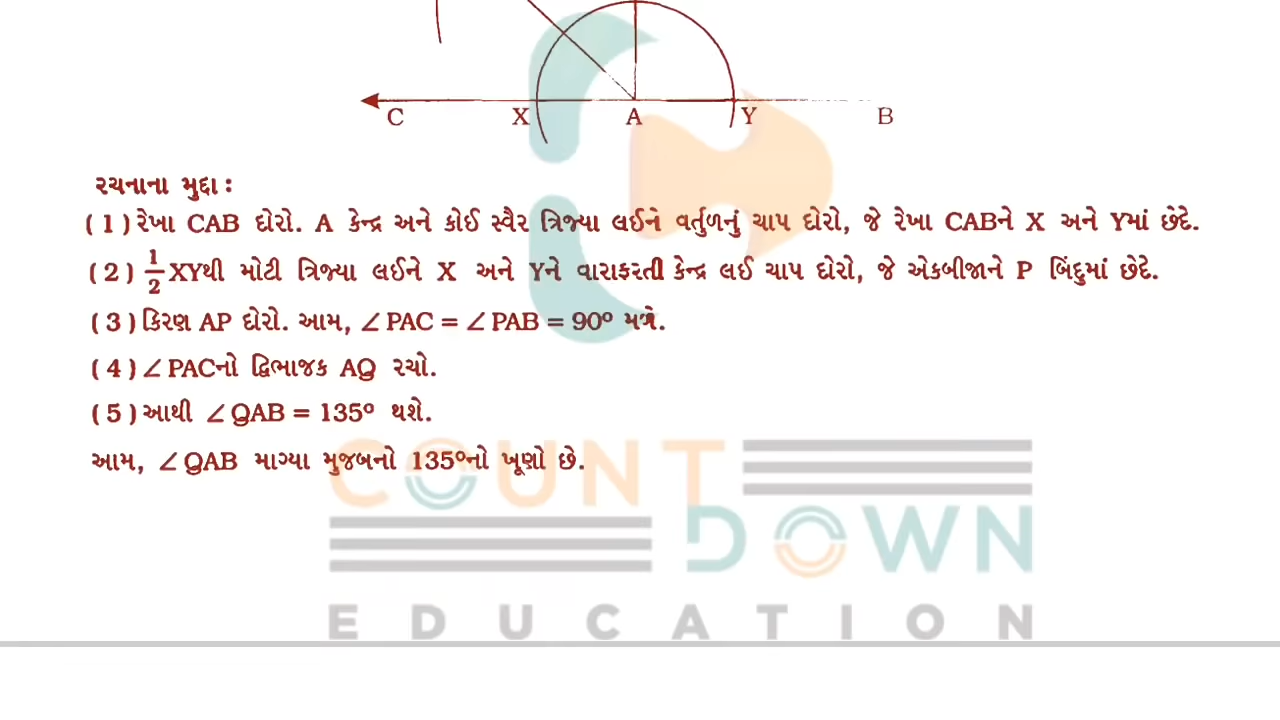 C X A Y B
રચનાના મુદ્દા :
( 1 ) રેખા CAB દોરો. A કેન્દ્ર અને કોઈ સ્વૈર ત્રિજ્યા લઈને વર્તુળનું ચાપ દોરો, જે રેખા CABને X અને Yમાં છેદે.
( 2 ) 1/2 XYથી મોટી ત્રિજ્યા લઈને X અને Yને વારાફરતી કેન્દ્ર લઈ ચાપ દોરો, જે એકબીજાને P બિંદુમાં છેદે.
( 3 ) કિરણ AP દોરો. આમ, ∠PAC = ∠PAB = 90° મળે.
( 4 ) ∠PACનો દ્વિભાજક AQ રચો.
( 5 ) આથી ∠QAB = 135° થશે.
આમ, ∠QAB માગ્યા મુજબનો 135°નો ખૂણો છે.
COUNT
DOWN
EDUCATION